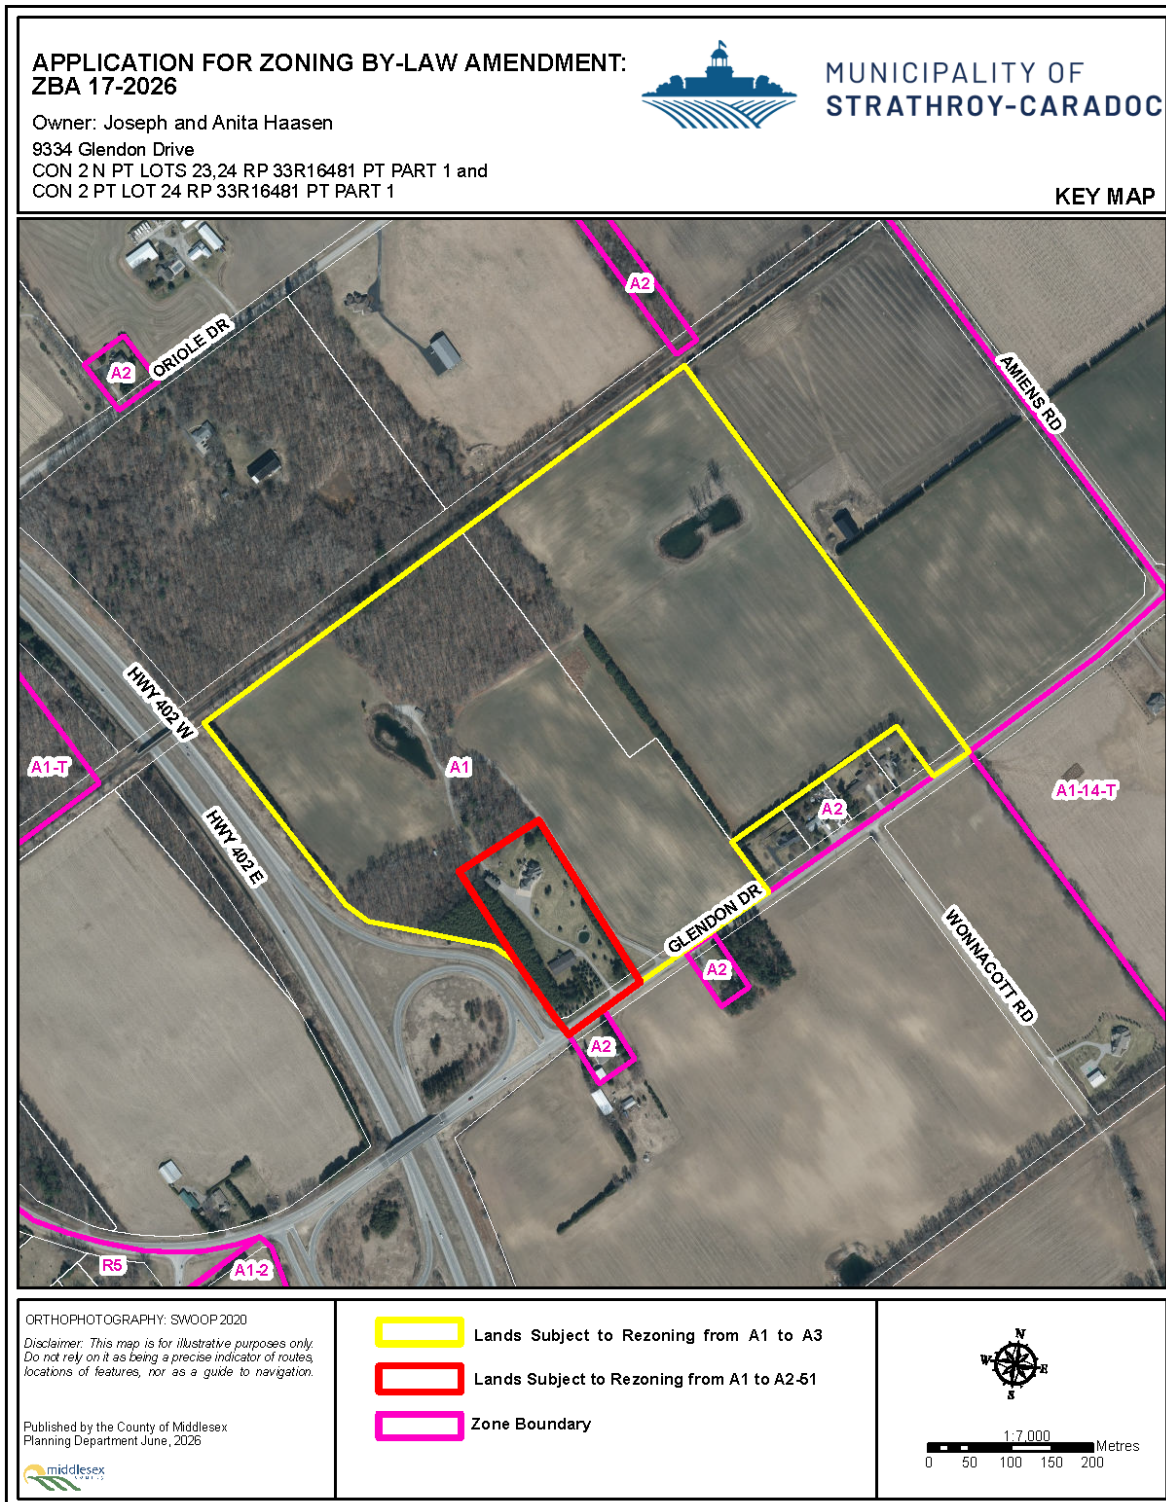 APPLICATION FOR ZONING BY-LAW AMENDMENT:
ZBA 17-2026
Owner: Joseph and Anita Haasen
9334 Glendon Drive
CON 2 N PT LOTS 23,24 RP 33R16481 PT PART 1 and
CON 2 PT LOT 24 RP 33R16481 PT PART 1
MUNICIPALITY OF
STRATHROY-CARADOC
KEY MAP
A2
ORIOLE DR
A2
AMIENS RD
HWY 402 W
A1-T
A1
HWY 402 E
A2
A1-14-T
GLENDON DR
WONNACOTT RD
A2
A2
R5
A1-2
ORTHOPHOTOGRAPHY: SWOOP 2020
Disclaimer: This map is for illustrative purposes only.
Do not rely on it as being a precise indicator of routes,
locations of features, nor as a guide to navigation.
Published by the County of Middlesex
Planning Department June, 2026
middlesex
county
Lands Subject to Rezoning from A1 to A3
Lands Subject to Rezoning from A1 to A2-51
Zone Boundary
N
W
E
S
1:7,000
Metres
0 50 100 150 200